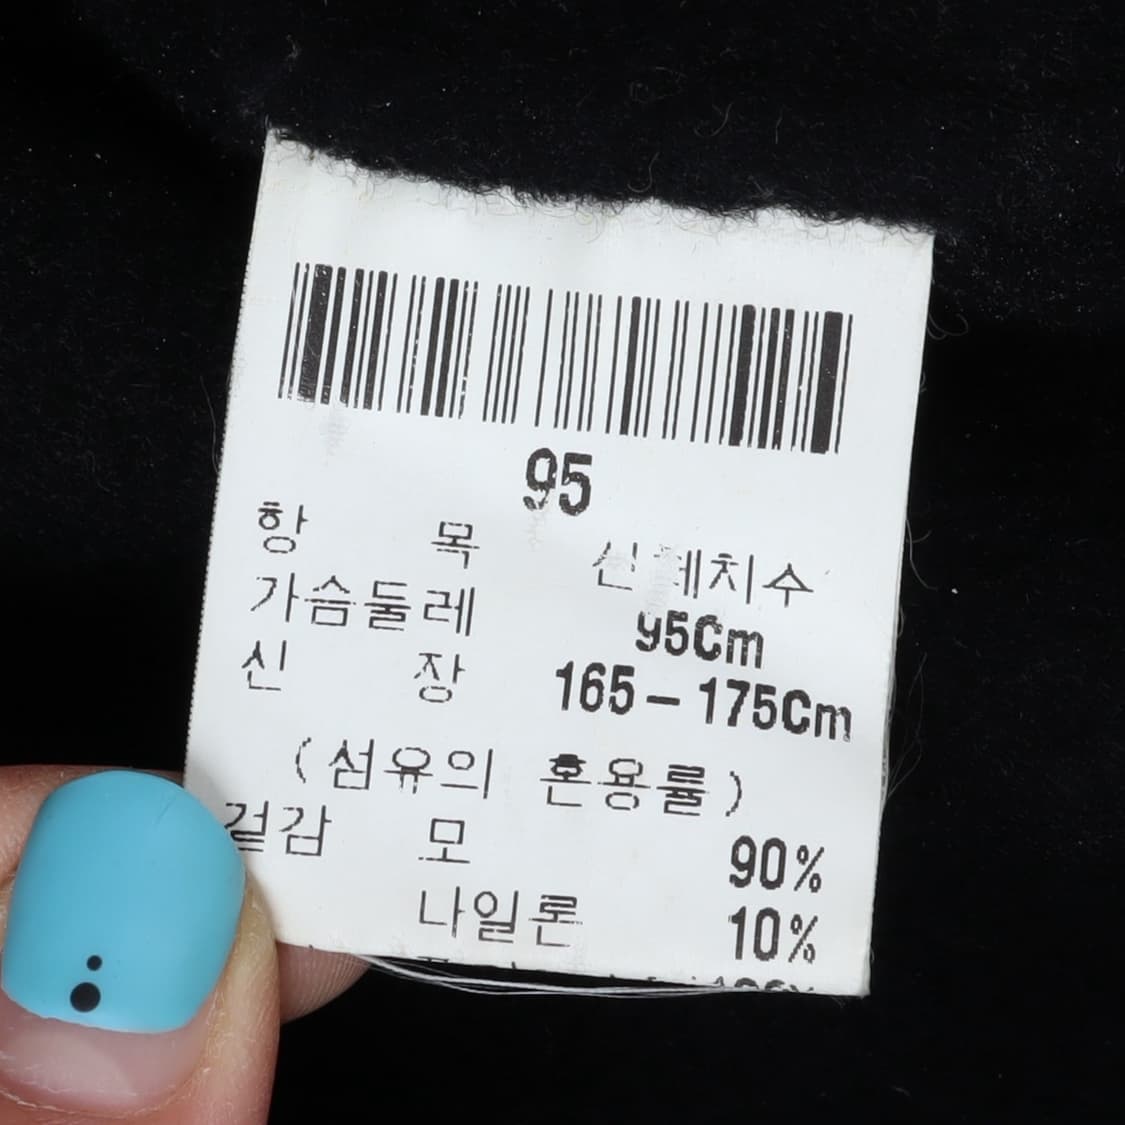 95
항 목 신체치수
가슴둘레 95Cm
신 장 165-175Cm
(섬유의 혼용률)
겉감 모 90%
나일론 10%